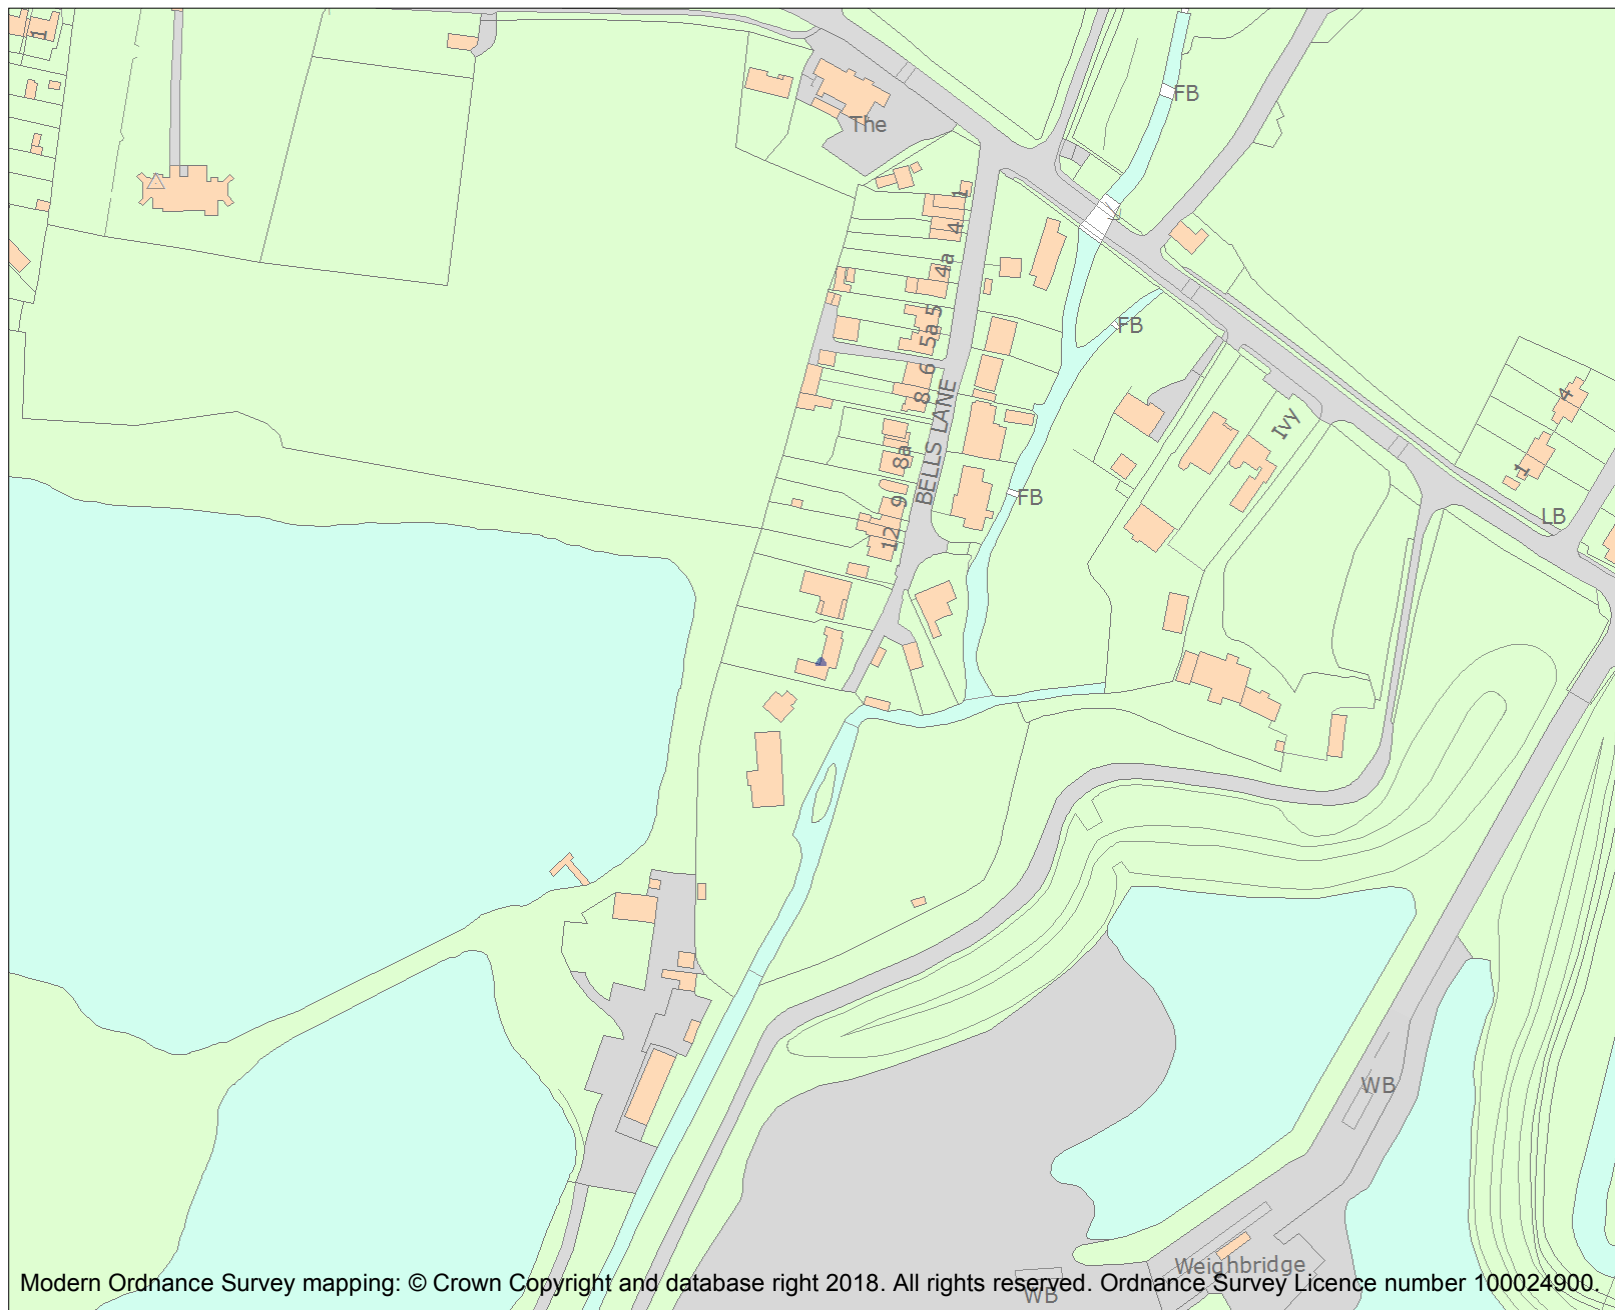 1
FB
The
1
4
4a
5
5a
FB
6
8
BELLS LANE
Ivy
4
8a
1
9
FB
LB
12
WB
Weighbridge
Modern Ordnance Survey mapping: © Crown Copyright and database right 2018. All rights reserved. Ordnance Survey Licence number 100024900.
WB